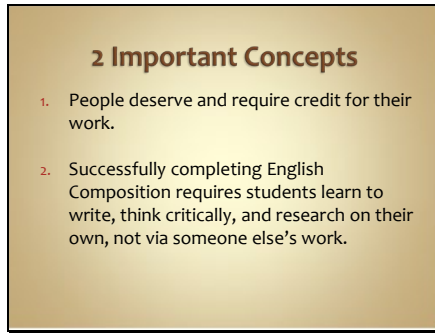 2 Important Concepts
1. People deserve and require credit for their
work.
2. Successfully completing English
Composition requires students learn to
write, think critically, and research on their
own, not via someone else’s work.